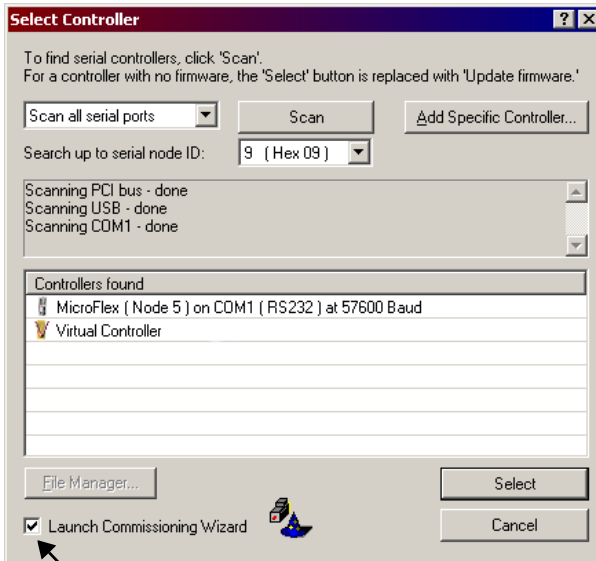 Select Controller
To find serial controllers, click 'Scan'.
For a controller with no firmware, the 'Select' button is replaced with 'Update firmware.'
Scan all serial ports
Scan
Add Specific Controller...
Search up to serial node ID:
9 ( Hex 09 )
Scanning PCI bus - done
Scanning USB - done
Scanning COM1 - done
Controllers found
MicroFlex ( Node 5 ) on COM1 ( RS232 ) at 57600 Baud
Virtual Controller
File Manager...
Select
Launch Commissioning Wizard
Cancel